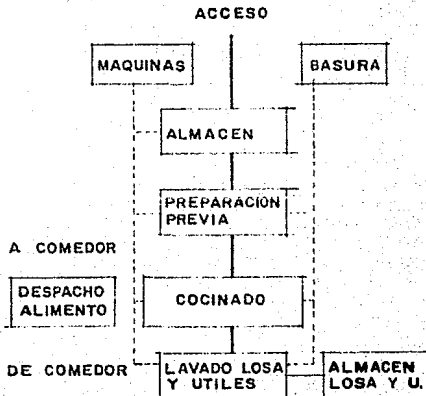 ACCESO
MAQUINAS
BASURA
ALMACEN
PREPARACION
PREVIA
A COMEDOR
DESPACHO
ALIMENTO
COCINADO
DE COMEDOR
LAVADO LOSA
Y UTILES
ALMACEN
LOSA Y U.